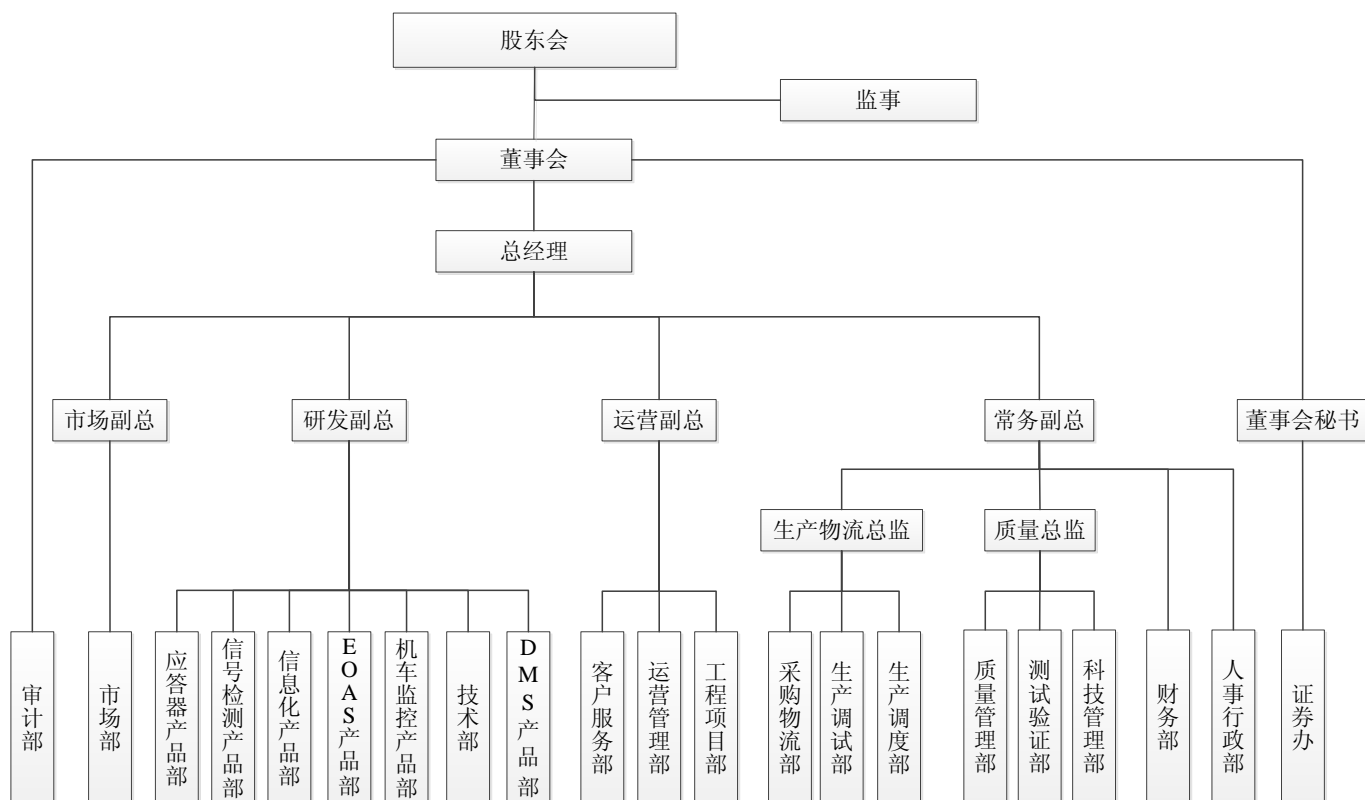 股东会
监事
董事会
总经理
市场副总
研发副总
运营副总
常务副总
董事会秘书
生产物流总监
质量总监
审计部
市场部
应答器产品部
信号检测产品部
信息化产品部
EOAS产品部
机车监控产品部
技术部
DMS产品部
客户服务部
运营管理部
工程项目部
采购物流部
生产调试部
生产调度部
质量管理部
测试验证部
科技管理部
财务部
人事行政部
证券办